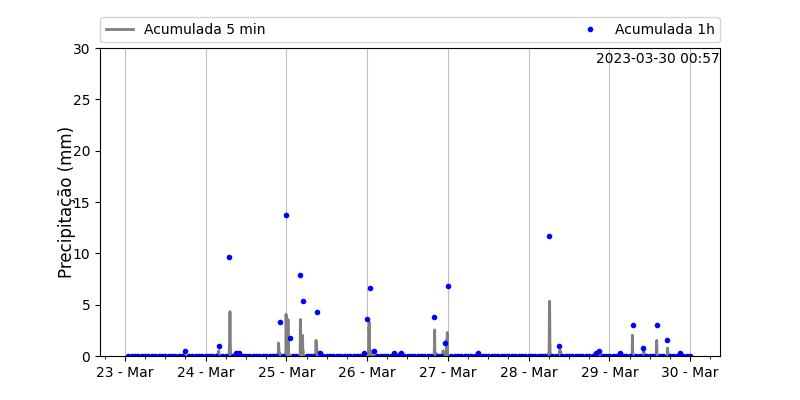 Acumulada 5 min
Acumulada 1h
2023-03-30 00:57
Precipitação (mm)
30
25
20
15
10
5
0
23 - Mar
24 - Mar
25 - Mar
26 - Mar
27 - Mar
28 - Mar
29 - Mar
30 - Mar